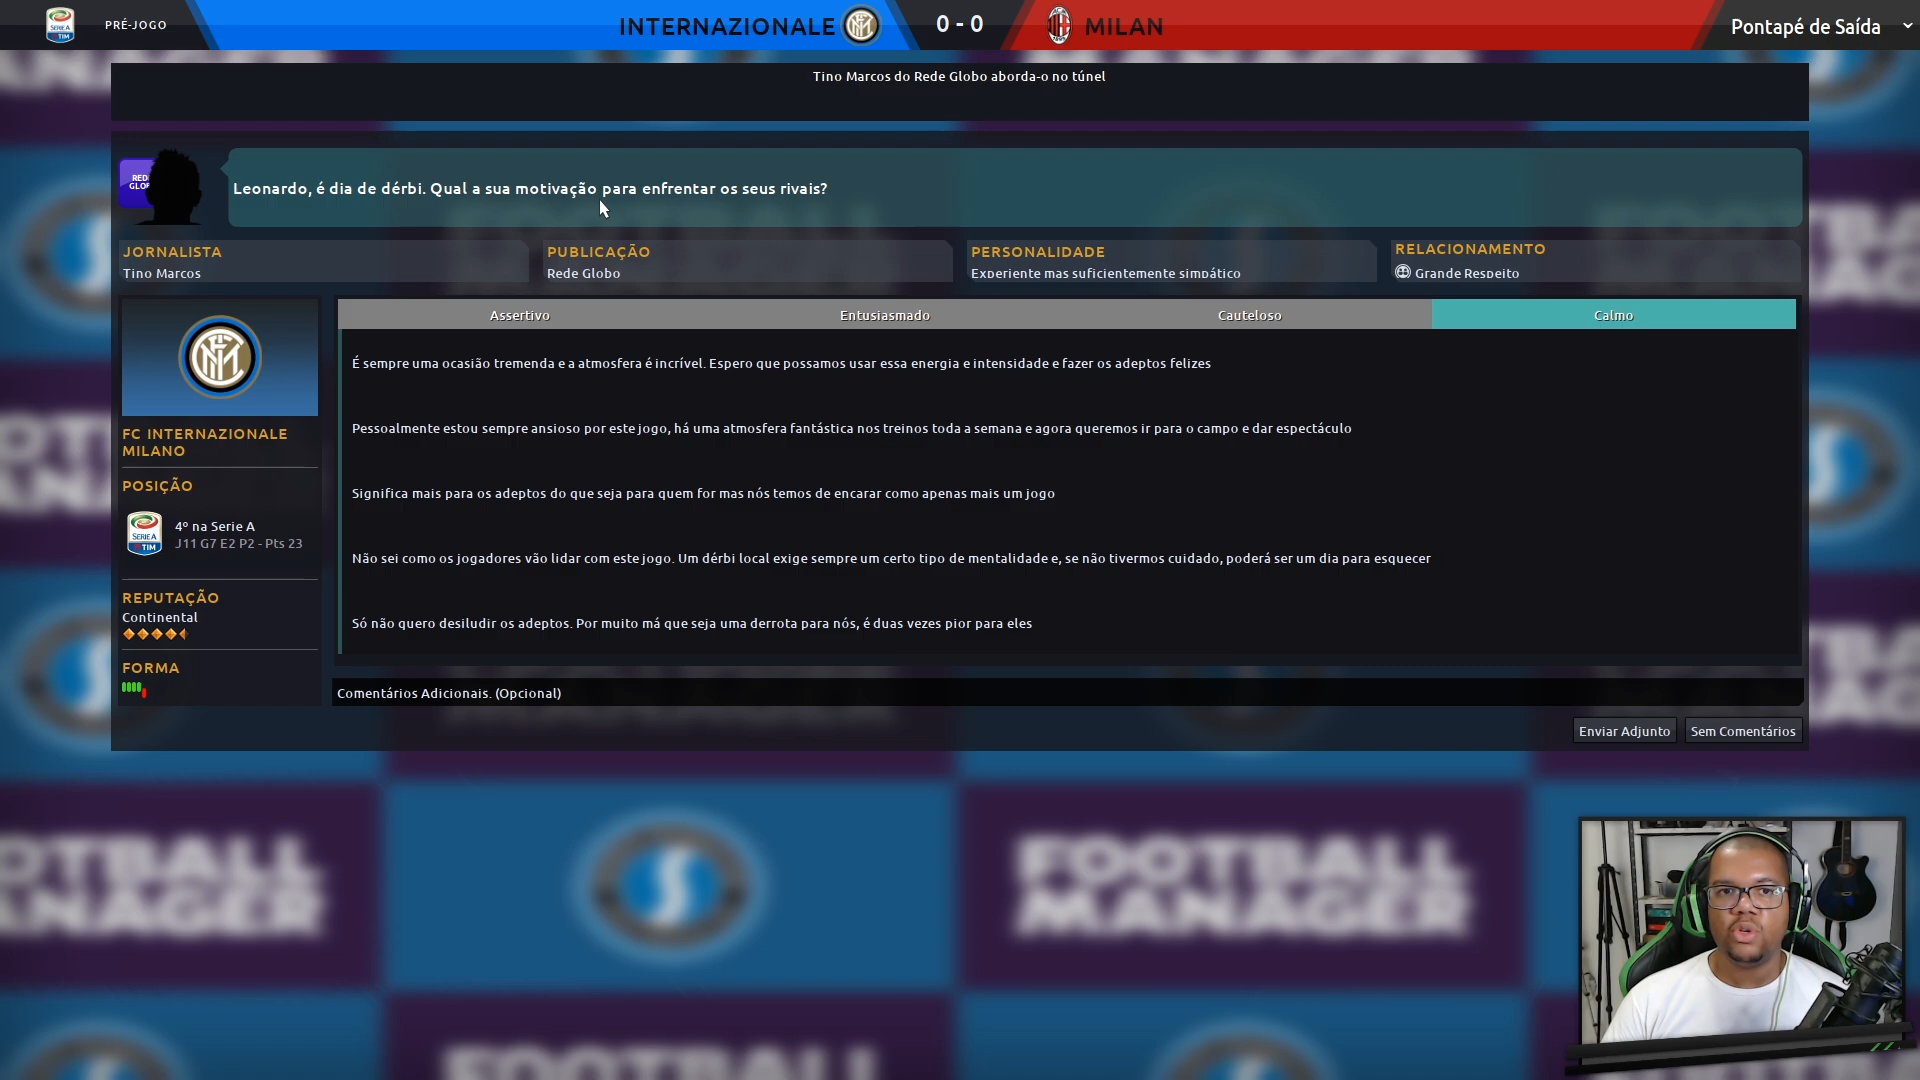 PRÉ-JOGO
INTERNAZIONALE
0 - 0
MILAN
Pontapé de Saída
Tino Marcos do Rede Globo aborda-o no túnel
Leonardo, é dia de dérbi. Qual a sua motivação para enfrentar os seus rivais?
JORNALISTA
Tino Marcos
PUBLICAÇÃO
Rede Globo
PERSONALIDADE
Experiente mas suficientemente simpático
RELACIONAMENTO
Grande Respeito
Assertivo
Entusiasmado
Cauteloso
Calmo
É sempre uma ocasião tremenda e a atmosfera é incrível. Espero que possamos usar essa energia e intensidade e fazer os adeptos felizes
Pessoalmente estou sempre ansioso por este jogo, há uma atmosfera fantástica nos treinos toda a semana e agora queremos ir para o campo e dar espectáculo
Significa mais para os adeptos do que seja para quem for mas nós temos de encarar como apenas mais um jogo
Não sei como os jogadores vão lidar com este jogo. Um dérbi local exige sempre um certo tipo de mentalidade e, se não tivermos cuidado, poderá ser um dia para esquecer
Só não quero desiludir os adeptos. Por muito má que seja uma derrota para nós, é duas vezes pior para eles
FC INTERNAZIONALE
MILANO
POSIÇÃO
SERIE A
TIM
4º na Serie A
J11 G7 E2 P2 - Pts 23
REPUTAÇÃO
Continental
FORMA
Comentários Adicionais. (Opcional)
Enviar Adjunto
Sem Comentários
FOOTBALL
MANAGER